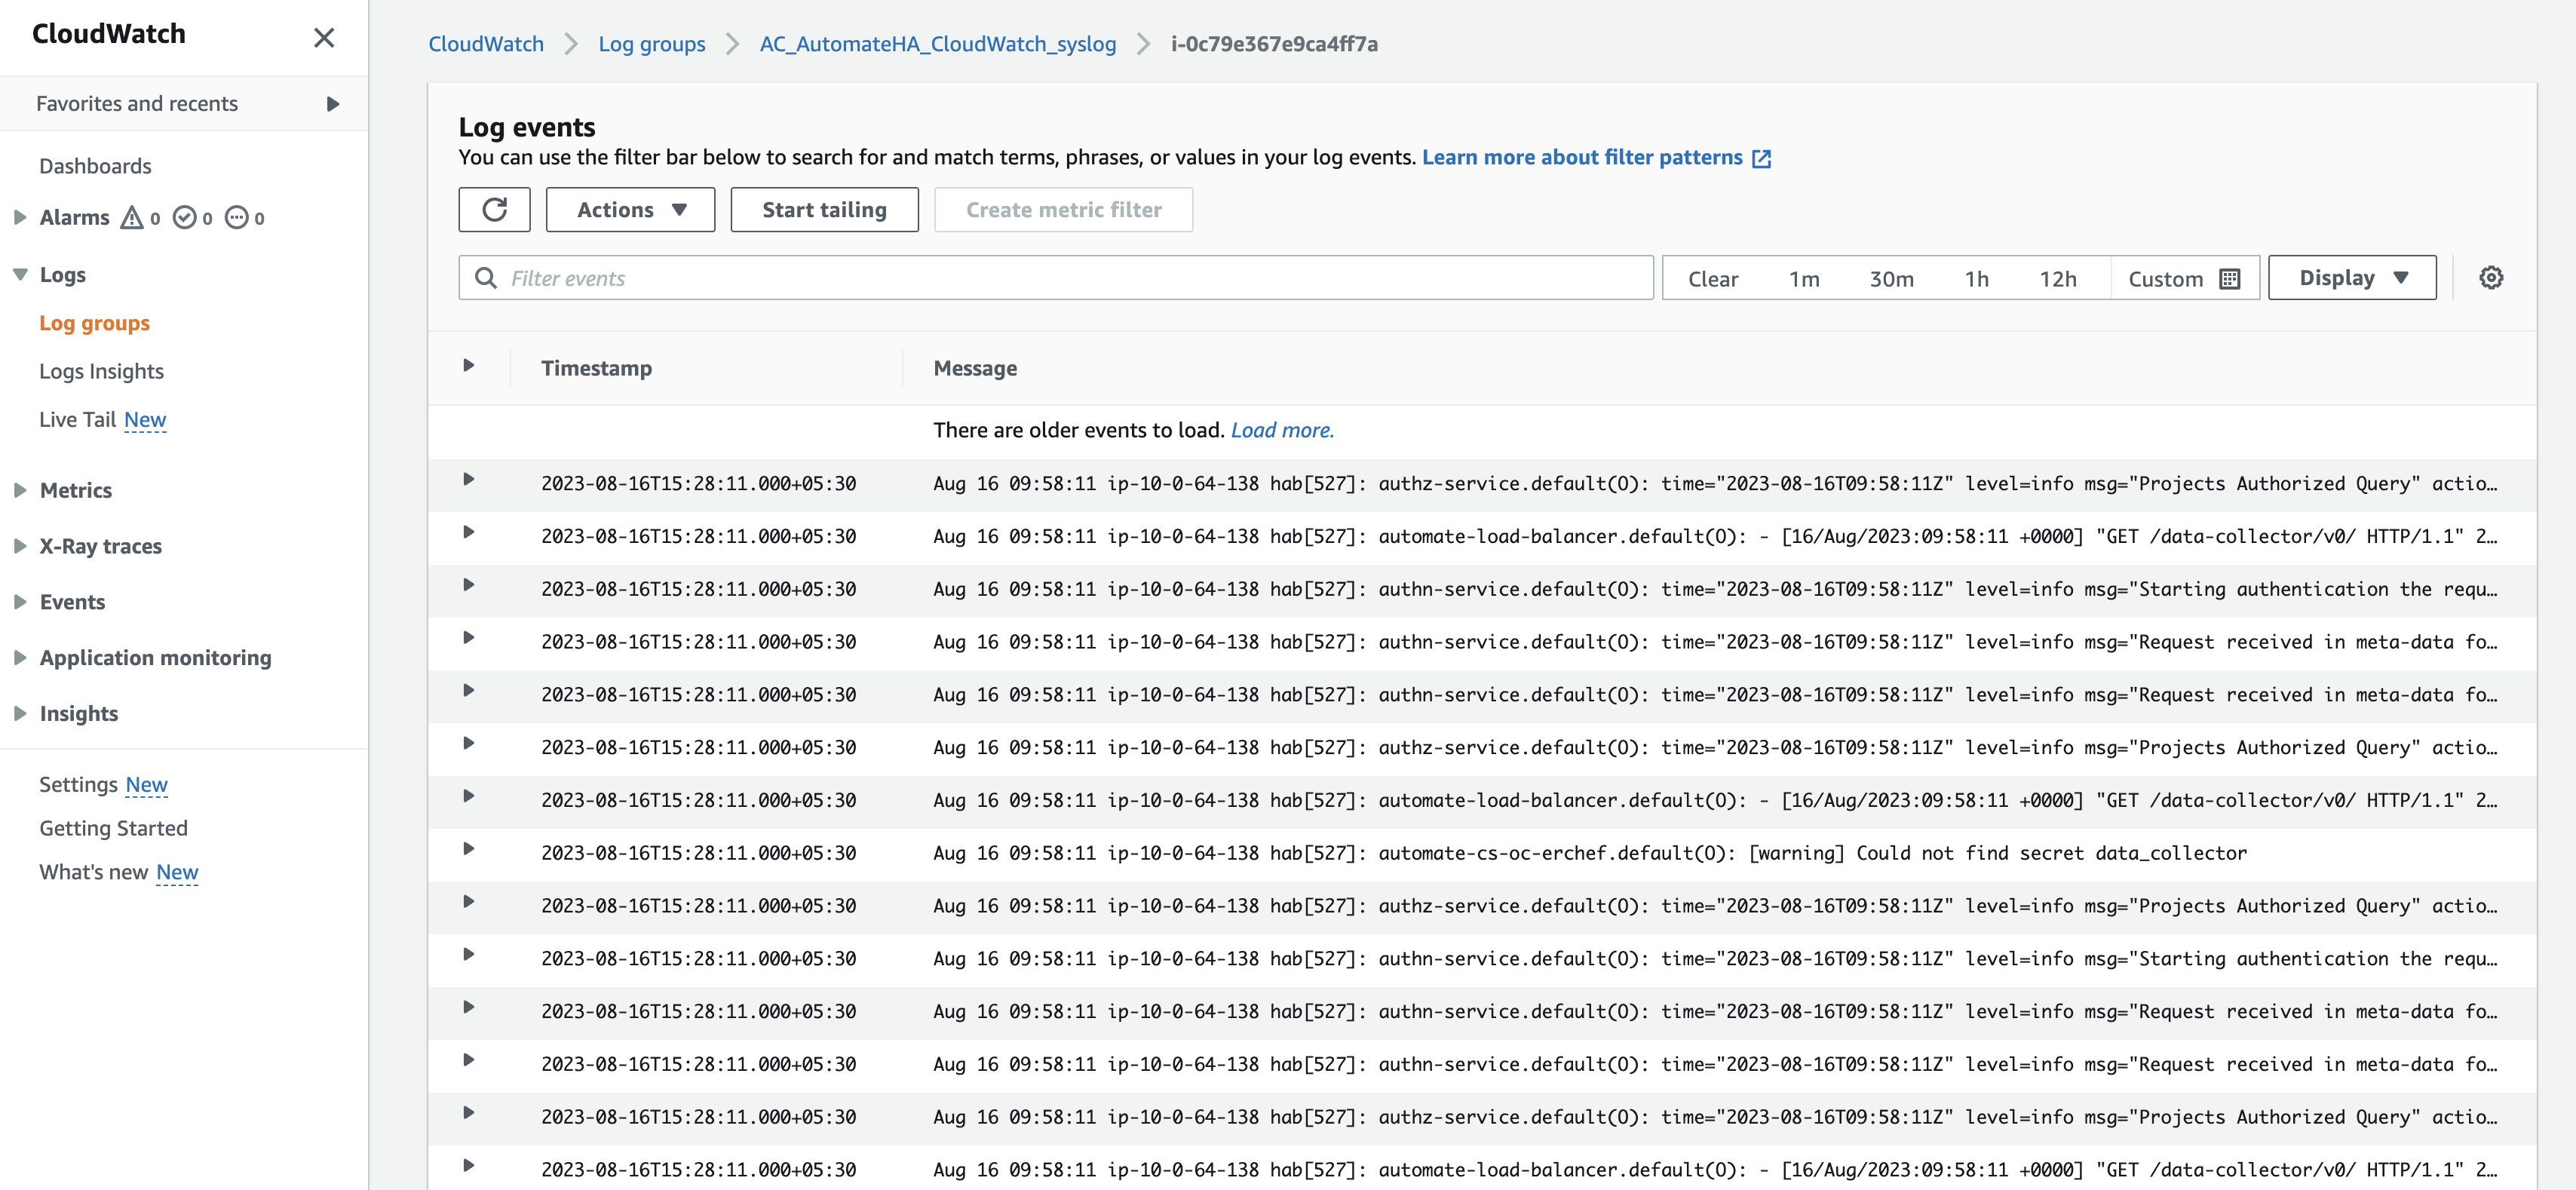 CloudWatch
Favorites and recents
Dashboards
Alarms 0 0 0
Logs
Log groups
Logs Insights
Live Tail New
Metrics
X-Ray traces
Events
Application monitoring
Insights
Settings New
Getting Started
What's new New
CloudWatch > Log groups > AC_AutomateHA_CloudWatch_syslog > i-0c79e367e9ca4ff7a
Log events
You can use the filter bar below to search for and match terms, phrases, or values in your log events. Learn more about filter patterns
Actions Start tailing Create metric filter
Filter events Clear 1m 30m 1h 12h Custom Display
Timestamp Message
There are older events to load. Load more.
2023-08-16T15:28:11.000+05:30 Aug 16 09:58:11 ip-10-0-64-138 hab[527]: authz-service.default(O): time="2023-08-16T09:58:11Z" level=info msg="Projects Authorized Query" actio…
2023-08-16T15:28:11.000+05:30 Aug 16 09:58:11 ip-10-0-64-138 hab[527]: automate-load-balancer.default(O): - [16/Aug/2023:09:58:11 +0000] "GET /data-collector/v0/ HTTP/1.1" 2…
2023-08-16T15:28:11.000+05:30 Aug 16 09:58:11 ip-10-0-64-138 hab[527]: authn-service.default(O): time="2023-08-16T09:58:11Z" level=info msg="Starting authentication the requ…
2023-08-16T15:28:11.000+05:30 Aug 16 09:58:11 ip-10-0-64-138 hab[527]: authn-service.default(O): time="2023-08-16T09:58:11Z" level=info msg="Request received in meta-data fo…
2023-08-16T15:28:11.000+05:30 Aug 16 09:58:11 ip-10-0-64-138 hab[527]: authn-service.default(O): time="2023-08-16T09:58:11Z" level=info msg="Request received in meta-data fo…
2023-08-16T15:28:11.000+05:30 Aug 16 09:58:11 ip-10-0-64-138 hab[527]: authz-service.default(O): time="2023-08-16T09:58:11Z" level=info msg="Projects Authorized Query" actio…
2023-08-16T15:28:11.000+05:30 Aug 16 09:58:11 ip-10-0-64-138 hab[527]: automate-load-balancer.default(O): - [16/Aug/2023:09:58:11 +0000] "GET /data-collector/v0/ HTTP/1.1" 2…
2023-08-16T15:28:11.000+05:30 Aug 16 09:58:11 ip-10-0-64-138 hab[527]: automate-cs-oc-erchef.default(O): [warning] Could not find secret data_collector
2023-08-16T15:28:11.000+05:30 Aug 16 09:58:11 ip-10-0-64-138 hab[527]: authz-service.default(O): time="2023-08-16T09:58:11Z" level=info msg="Projects Authorized Query" actio…
2023-08-16T15:28:11.000+05:30 Aug 16 09:58:11 ip-10-0-64-138 hab[527]: authn-service.default(O): time="2023-08-16T09:58:11Z" level=info msg="Starting authentication the requ…
2023-08-16T15:28:11.000+05:30 Aug 16 09:58:11 ip-10-0-64-138 hab[527]: authn-service.default(O): time="2023-08-16T09:58:11Z" level=info msg="Request received in meta-data fo…
2023-08-16T15:28:11.000+05:30 Aug 16 09:58:11 ip-10-0-64-138 hab[527]: authn-service.default(O): time="2023-08-16T09:58:11Z" level=info msg="Request received in meta-data fo…
2023-08-16T15:28:11.000+05:30 Aug 16 09:58:11 ip-10-0-64-138 hab[527]: authz-service.default(O): time="2023-08-16T09:58:11Z" level=info msg="Projects Authorized Query" actio…
2023-08-16T15:28:11.000+05:30 Aug 16 09:58:11 ip-10-0-64-138 hab[527]: automate-load-balancer.default(O): - [16/Aug/2023:09:58:11 +0000] "GET /data-collector/v0/ HTTP/1.1" 2…